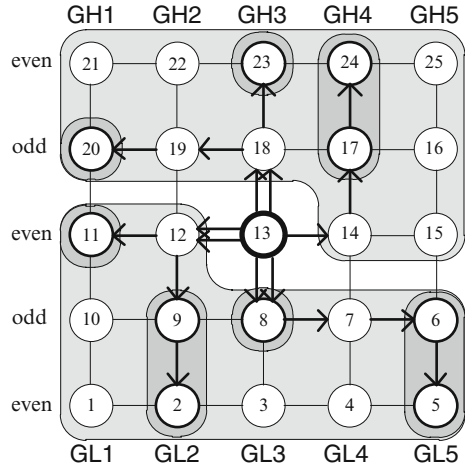 GH1 GH2 GH3 GH4 GH5
even 21 22 23 24 25
odd 20 19 18 17 16
even 11 12 13 14 15
odd 10 9 8 7 6
even 1 2 3 4 5
GL1 GL2 GL3 GL4 GL5